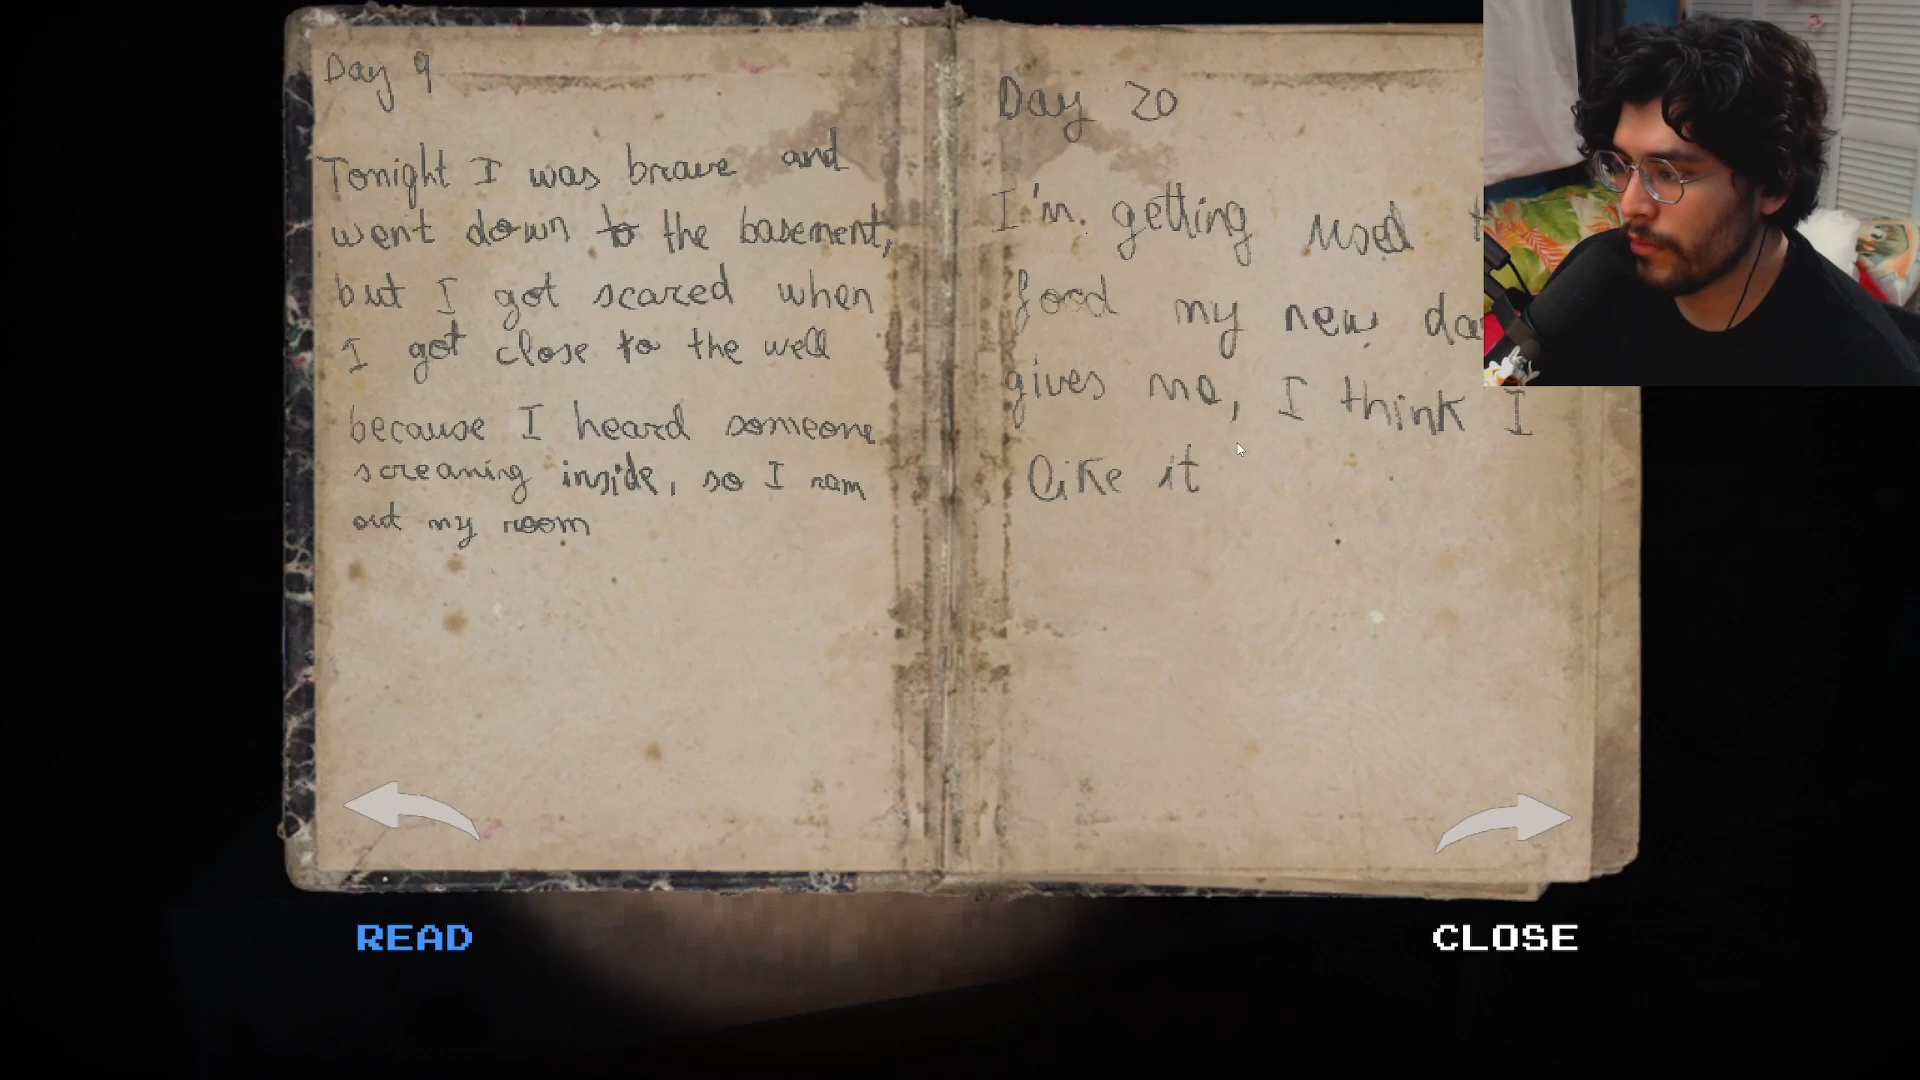 Day 9
Tonight I was brave and
went down to the basement,
but I got scared when
I got close to the well
because I heard someone
screaming inside, so I ram
out my room
Day 20
I'm getting used
food my new
gives me, I think I
like it
READ
CLOSE